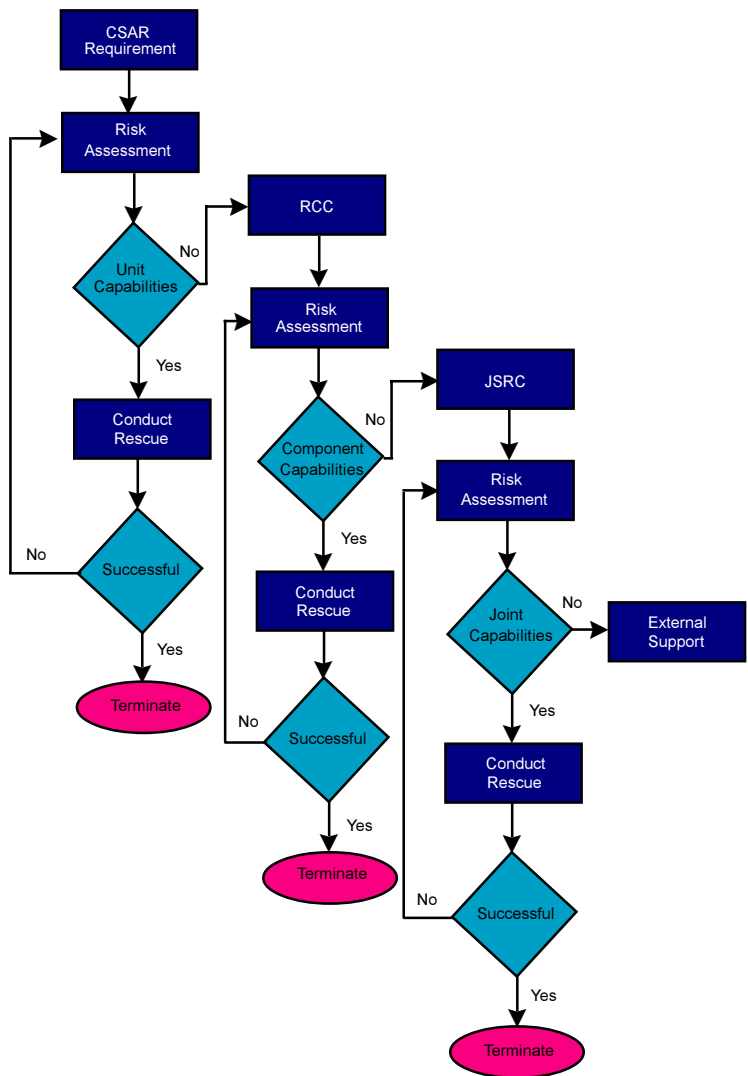 CSAR
Requirement
Risk
Assessment
Unit
Capabilities
No
Yes
Conduct
Rescue
Successful
No
Yes
Terminate
RCC
Risk
Assessment
Component
Capabilities
No
Yes
Conduct
Rescue
Successful
No
Yes
Terminate
JSRC
Risk
Assessment
Joint
Capabilities
No
External
Support
Yes
Conduct
Rescue
Successful
No
Yes
Terminate